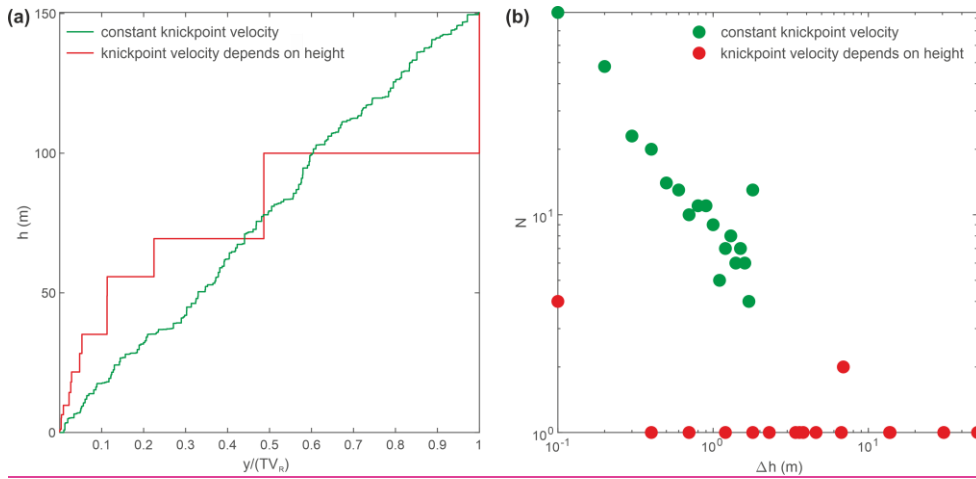 (a)
150
constant knickpoint velocity
knickpoint velocity depends on height
100
h (m)
50
0
0.1 0.2 0.3 0.4 0.5 0.6 0.7 0.8 0.9 1
y/(TV_R)
(b)
constant knickpoint velocity
knickpoint velocity depends on height
N
10^1
10^0
10^-1 10^0 10^1
Δh (m)